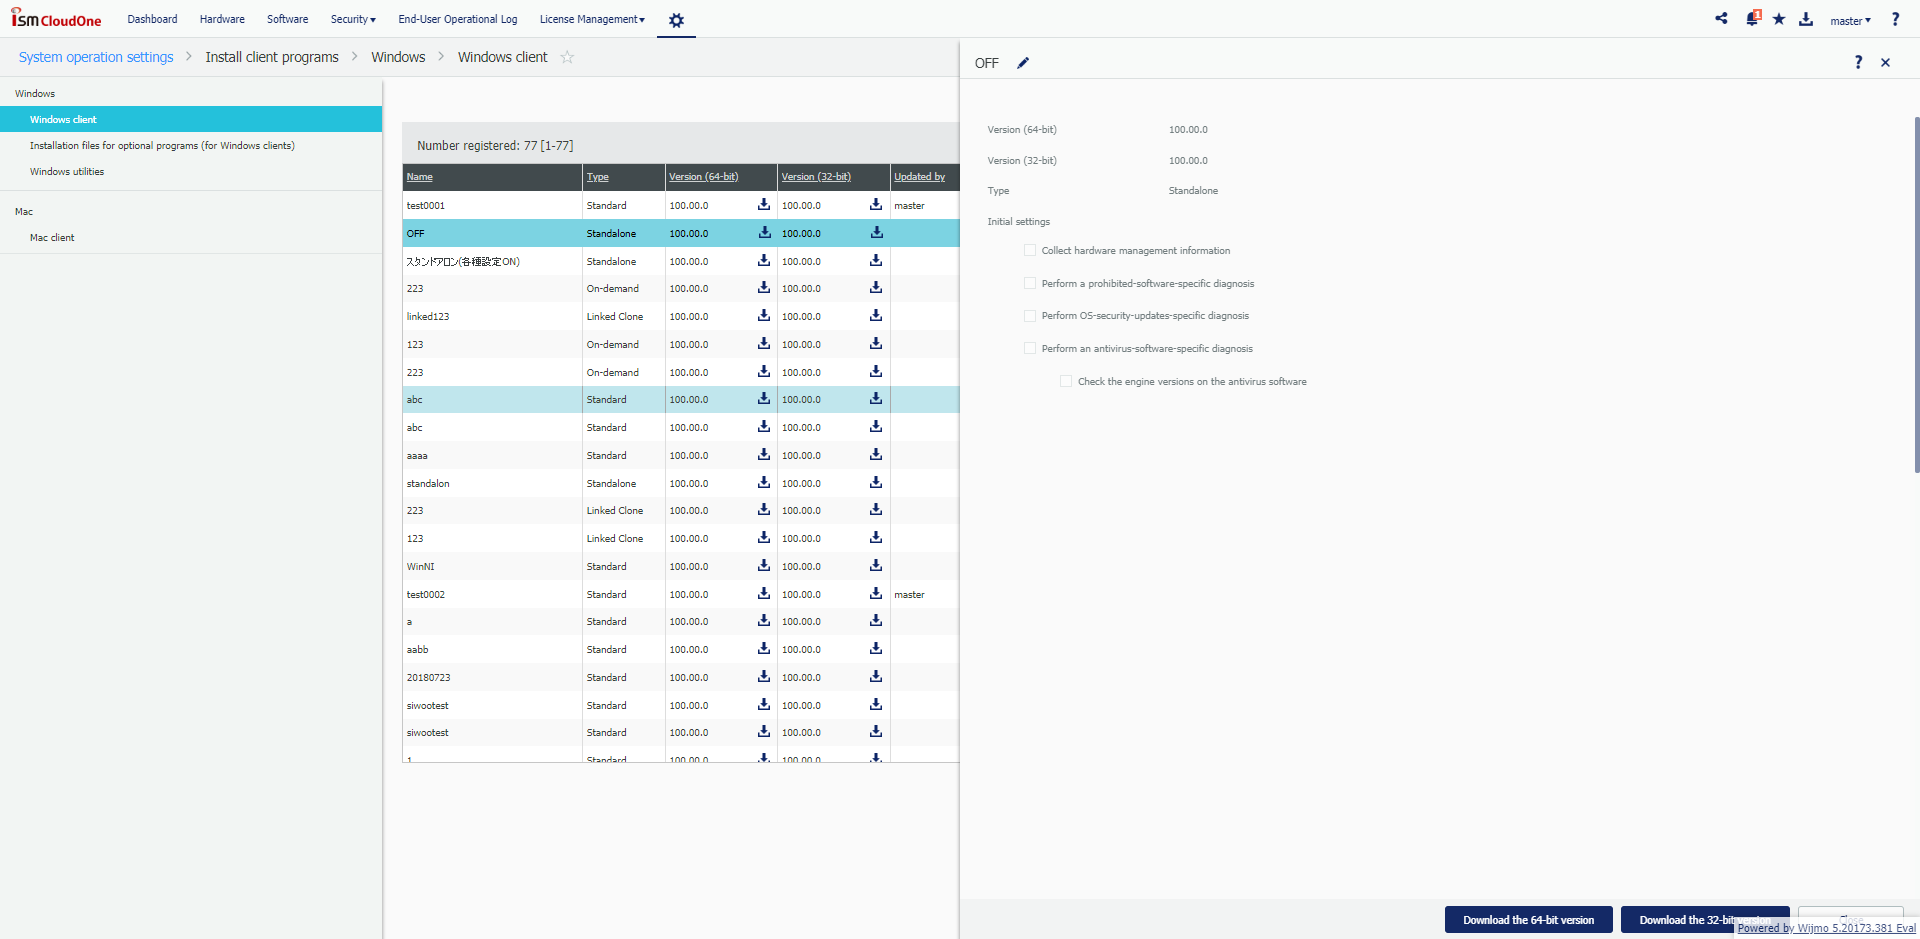 ism CloudOne Dashboard Hardware Software Security End-User Operational Log License Management 1 master ?
System operation settings > Install client programs > Windows > Windows client
OFF ?
Windows
Windows client
Installation files for optional programs (for Windows clients)
Windows utilities
Mac
Mac client
Number registered: 77 [1-77]
Name Type Version (64-bit) Version (32-bit) Updated by
test0001 Standard 100.00.0 100.00.0 master
OFF Standalone 100.00.0 100.00.0
スタンドアロン(各種設定ON) Standalone 100.00.0 100.00.0
223 On-demand 100.00.0 100.00.0
linked123 Linked Clone 100.00.0 100.00.0
123 On-demand 100.00.0 100.00.0
223 On-demand 100.00.0 100.00.0
abc Standard 100.00.0 100.00.0
abc Standard 100.00.0 100.00.0
aaaa Standard 100.00.0 100.00.0
standalon Standalone 100.00.0 100.00.0
223 Linked Clone 100.00.0 100.00.0
123 Linked Clone 100.00.0 100.00.0
WinNI Standard 100.00.0 100.00.0
test0002 Standard 100.00.0 100.00.0 master
a Standard 100.00.0 100.00.0
aabb Standard 100.00.0 100.00.0
20180723 Standard 100.00.0 100.00.0
siwootest Standard 100.00.0 100.00.0
siwootest Standard 100.00.0 100.00.0
1 Standard 100.00.0 100.00.0
Version (64-bit) 100.00.0
Version (32-bit) 100.00.0
Type Standalone
Initial settings
Collect hardware management information
Perform a prohibited-software-specific diagnosis
Perform OS-security-updates-specific diagnosis
Perform an antivirus-software-specific diagnosis
Check the engine versions on the antivirus software
Download the 64-bit version Download the 32-bit version Close
Powered by Wijmo 5.20173.381 Eval